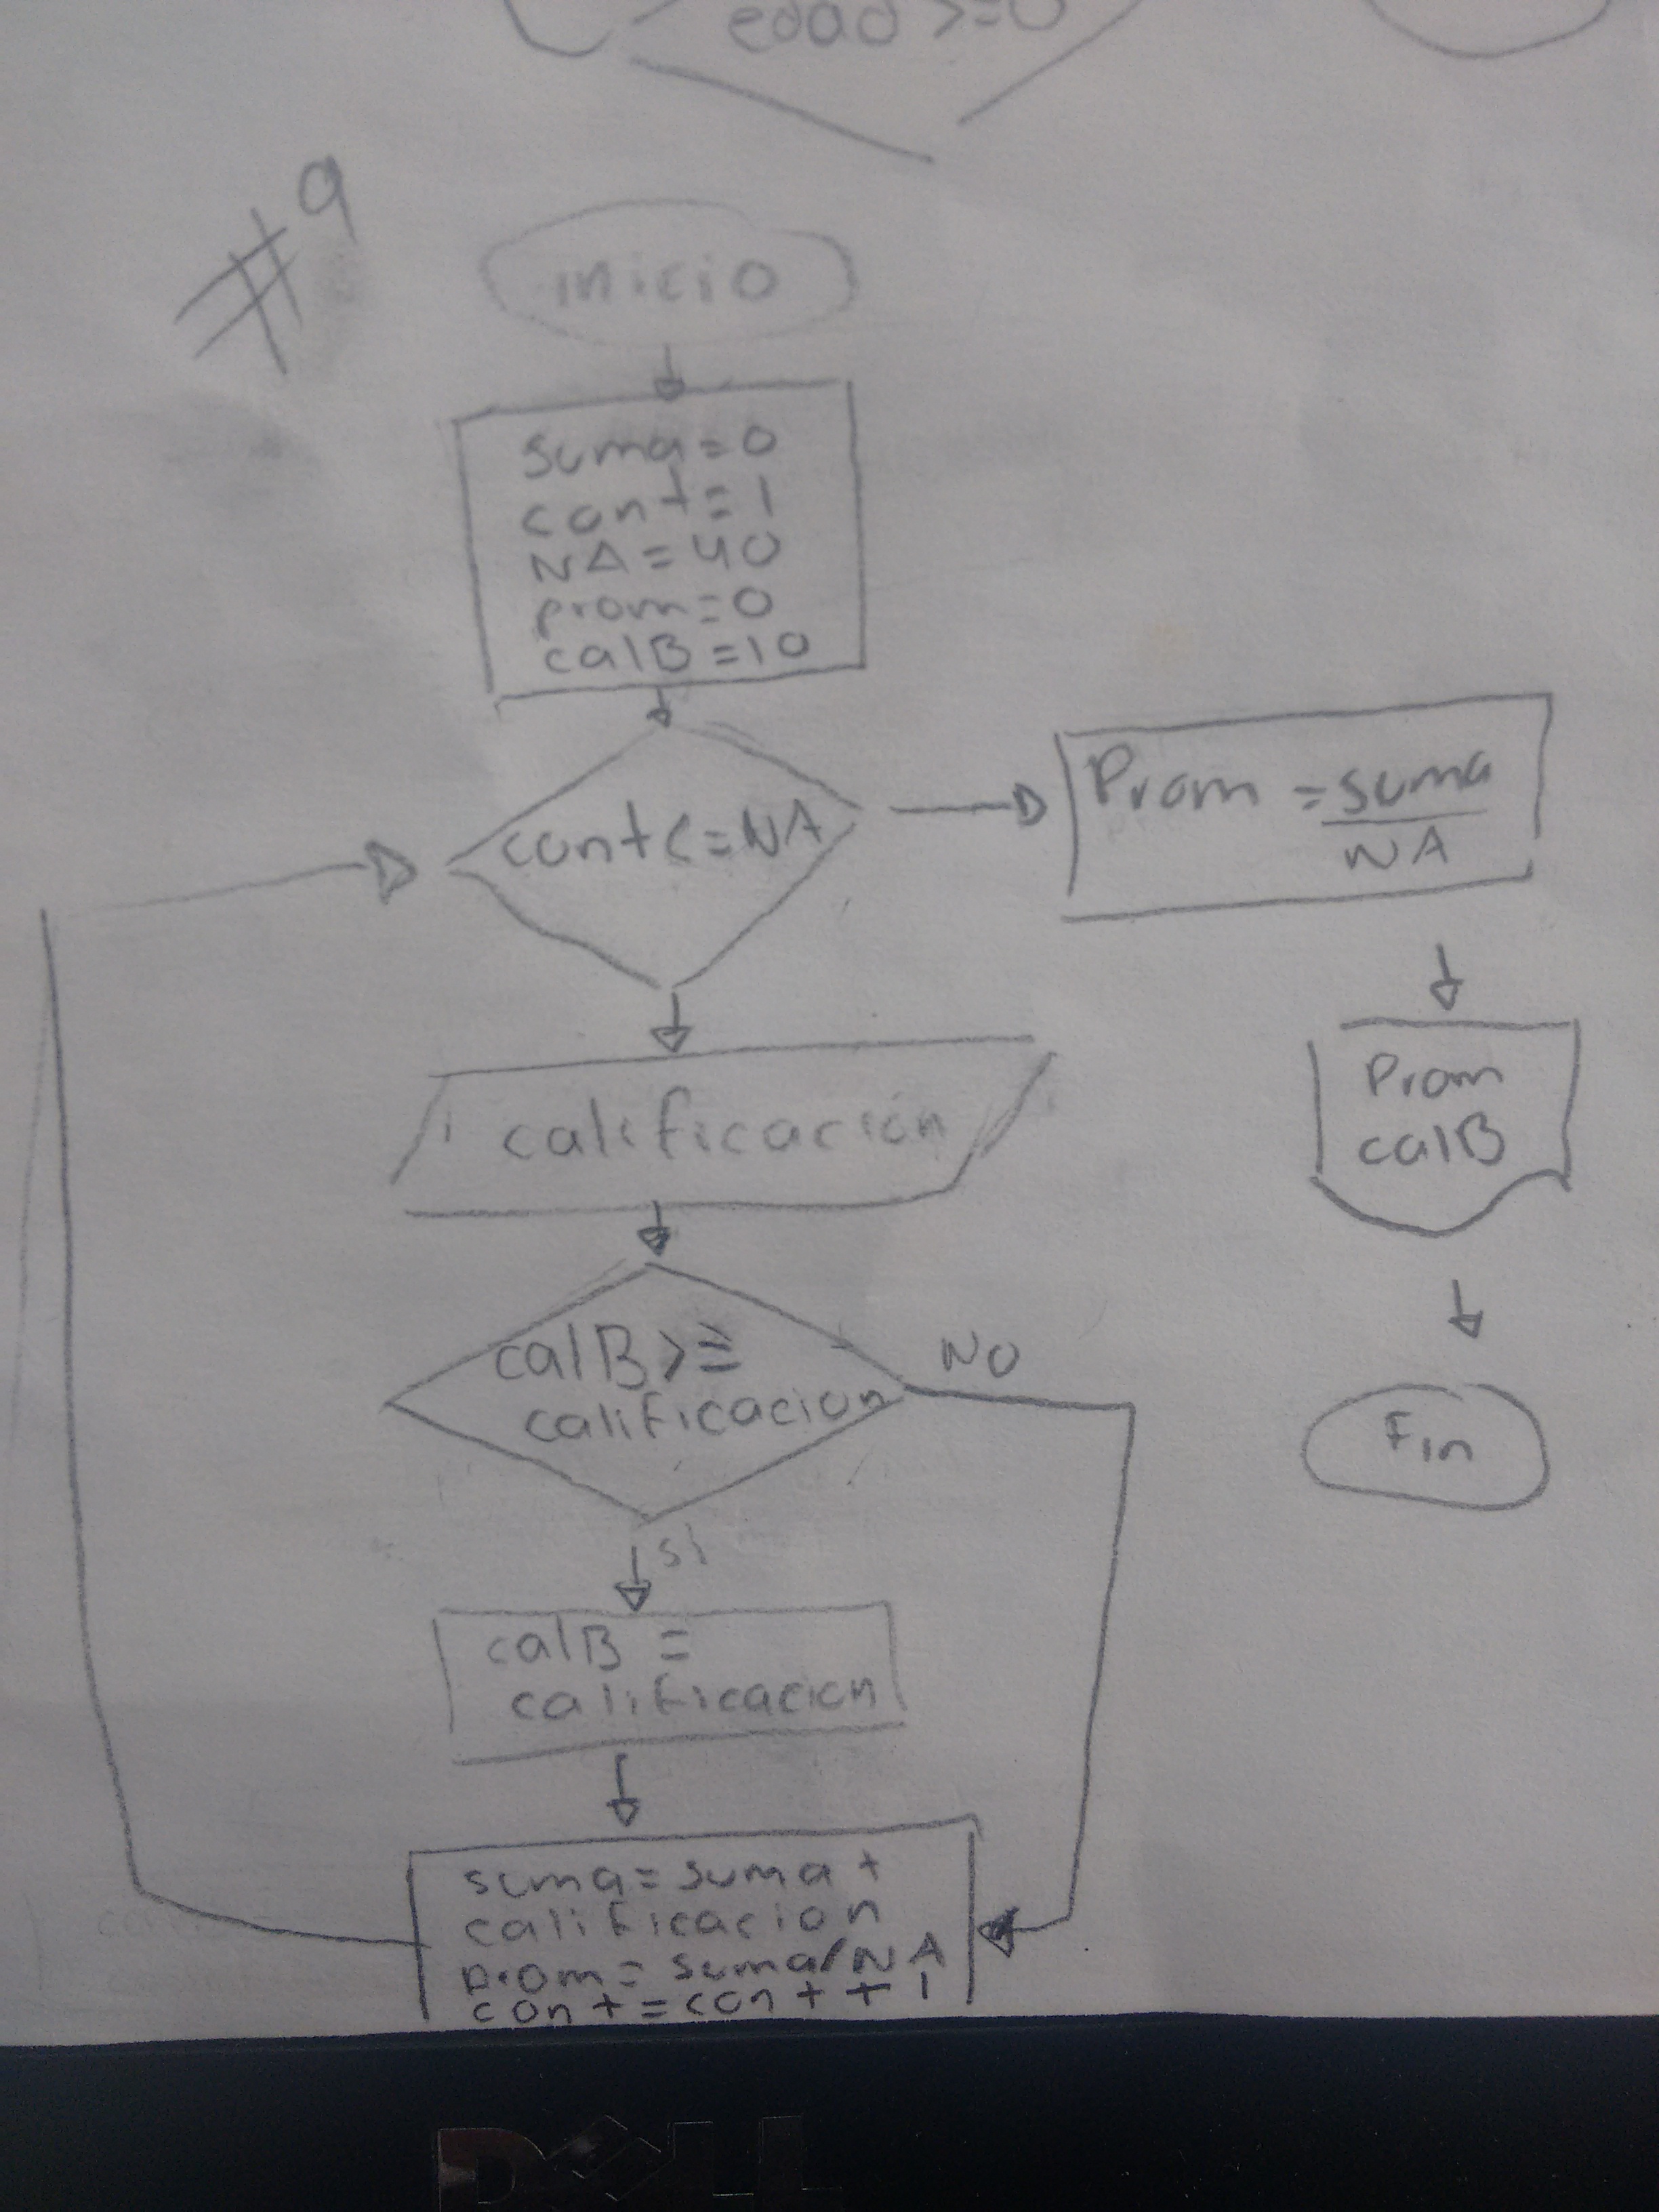 edad >=0
#9
inicio
suma=0
cont=1
NA=40
prom=0
calB=10
cont<=NA
Prom =suma
NA
calificación
Prom
calB
calB>=
calificacion
NO
Fin
si
calB =
calificacion
suma=suma+
calificacion
prom=suma/NA
cont=cont+1
DELL